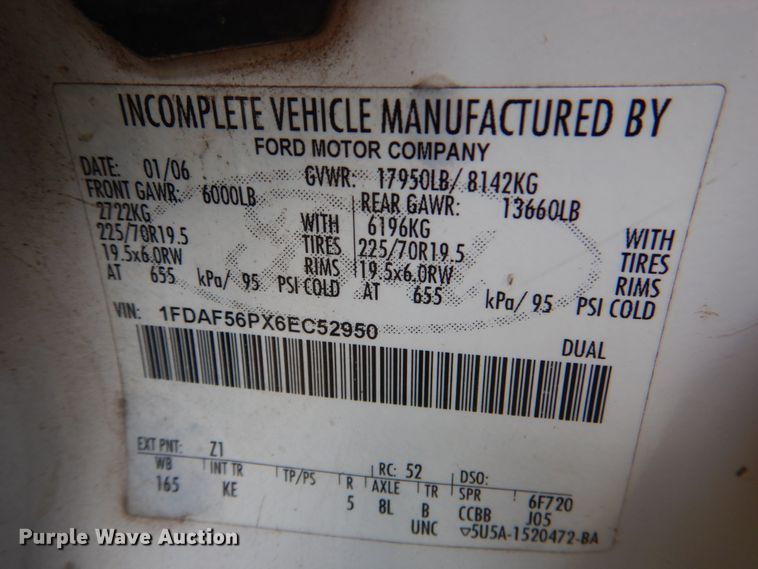 INCOMPLETE VEHICLE MANUFACTURED BY
FORD MOTOR COMPANY
DATE: 01/06 GVWR: 17950LB/ 8142KG
FRONT GAWR: 6000LB REAR GAWR: 13660LB
2722KG WITH 6196KG WITH
225/70R19.5 TIRES 225/70R19.5 TIRES
19.5x6.0RW RIMS 19.5x6.0RW RIMS
AT 655 kPa/ 95 PSI COLD AT 655 kPa/ 95 PSI COLD
VIN: 1FDAF56PX6EC52950
DUAL
EXT PNT: Z1 RC: 52 DSO:
WB INT TR TP/PS R AXLE TR SPR 6F720
165 KE 5 8L B CCBB J05
UNC ▽5U5A-1520472-BA
Purple Wave Auction